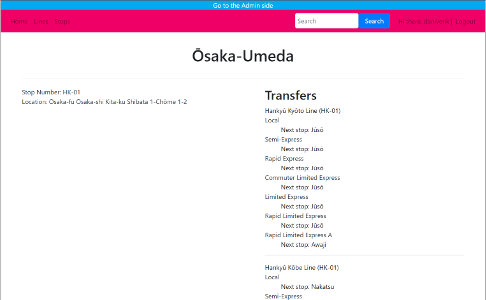 Go to the Admin side
Home Lines Stops Search Search Hi there, Logout
Ōsaka-Umeda
Stop Number: HK-01
Location: Ōsaka-fu Ōsaka-shi Kita-ku Shibata 1-Chōme 1-2
Transfers
Hankyū Kyōto Line (HK-01)
Local
Next stop: Jūsō
Semi-Express
Next stop: Jūsō
Rapid Express
Next stop: Jūsō
Commuter Limited Express
Next stop: Jūsō
Limited Express
Next stop: Jūsō
Rapid Limited Express
Next stop: Jūsō
Rapid Limited Express A
Next stop: Awaji
Hankyū Kōbe Line (HK-01)
Local
Next stop: Nakatsu
Semi-Express